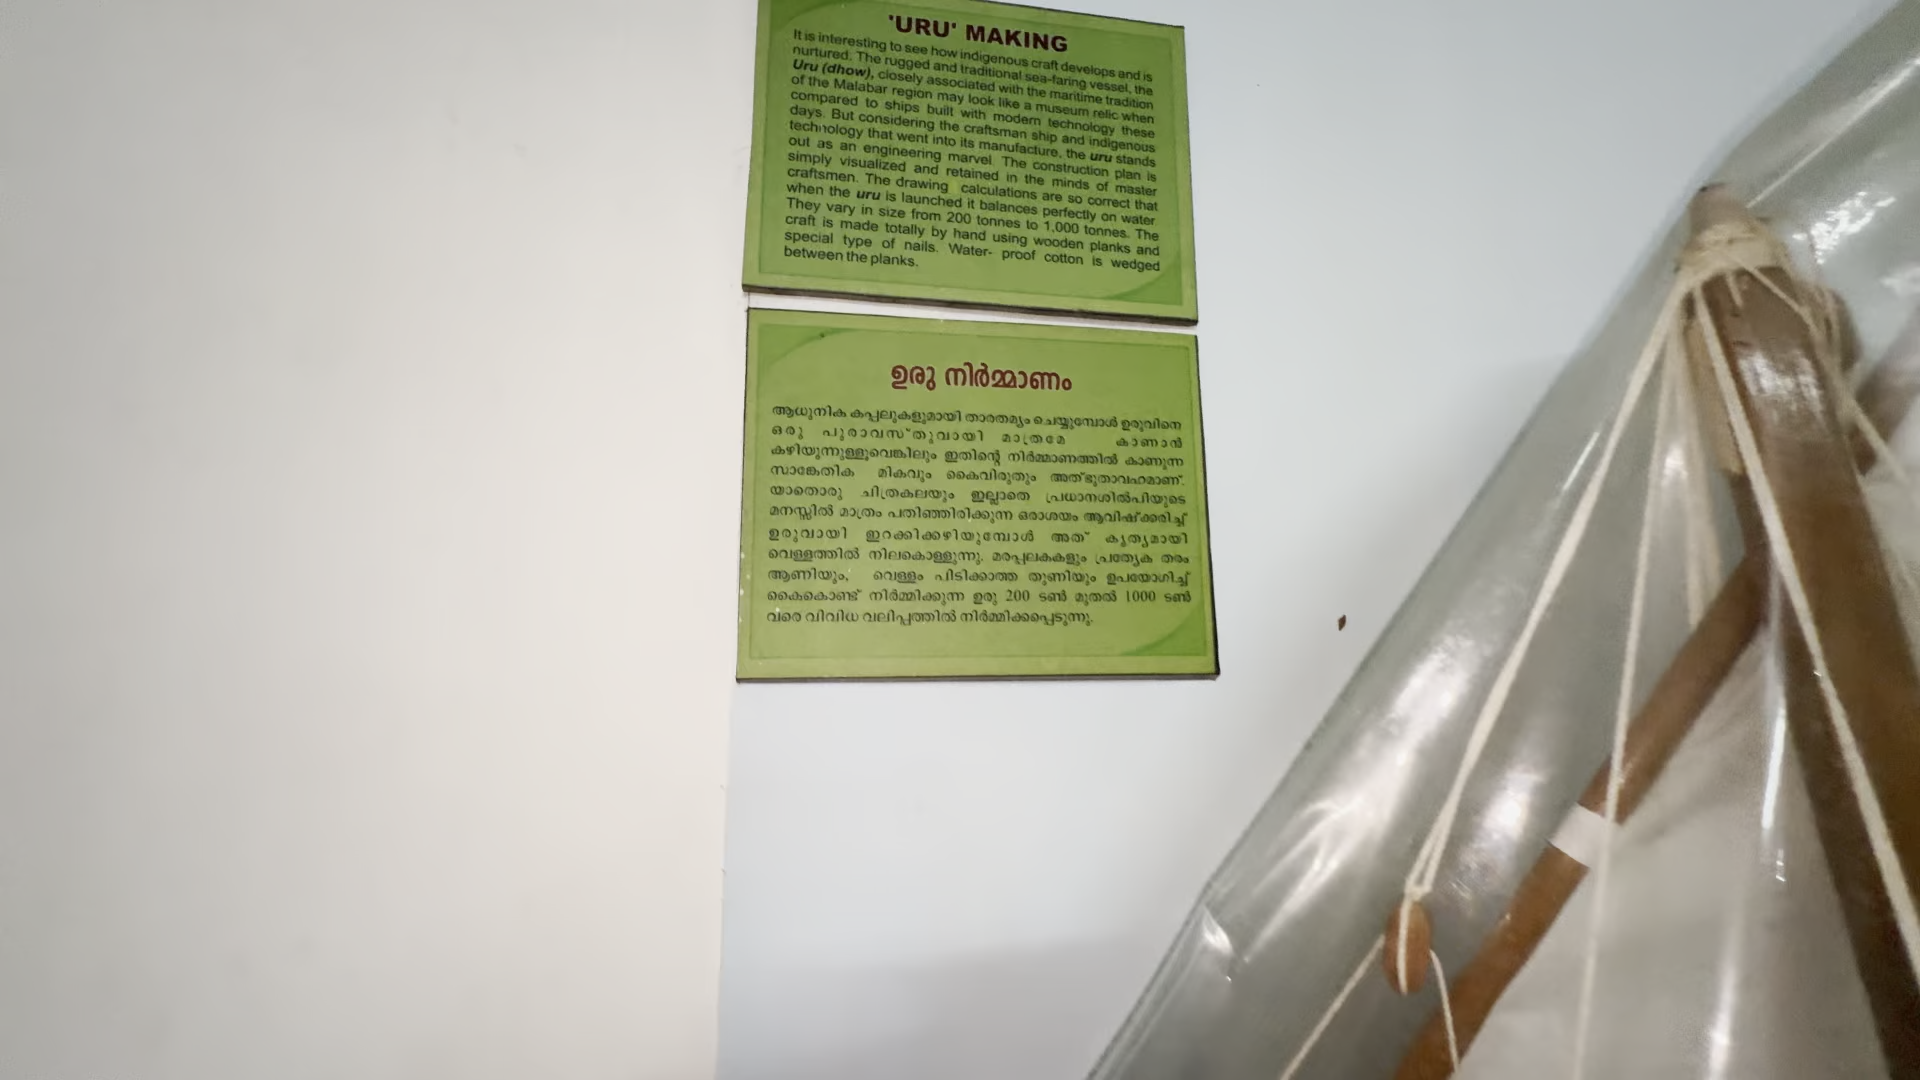 'URU' MAKING
It is interesting to see how indigenous craft develops and is
nurtured. The rugged and traditional sea-faring vessel, the
Uru (dhow), closely associated with the maritime tradition
of the Malabar region may look like a museum relic when
compared to ships built with modern technology these
days. But considering the craftsman ship and indigenous
technology that went into its manufacture, the uru stands
out as an engineering marvel. The construction plan is
simply visualized and retained in the minds of master
craftsmen. The drawing calculations are so correct that
when the uru is launched it balances perfectly on water.
They vary in size from 200 tonnes to 1,000 tonnes. The
craft is made totally by hand using wooden planks and
special type of nails. Water- proof cotton is wedged
between the planks.
ഉരു നിർമ്മാണം
ആധുനിക കപ്പലുകളുമായി താരതമ്യം ചെയ്യുമ്പോൾ ഉരുവിനെ
ഒരു പുരാവസ്തുവായി മാത്രമേ കാണാൻ
കഴിയുന്നുള്ളൂവെങ്കിലും ഇതിന്റെ നിർമ്മാണത്തിൽ കാണുന്ന
സാങ്കേതിക മികവും കൈവിരുതും അത്ഭുതാവഹമാണ്.
യാതൊരു ചിത്രകലയും ഇല്ലാതെ പ്രധാനശിൽപിയുടെ
മനസ്സിൽ മാത്രം പതിഞ്ഞിരിക്കുന്ന ഒരാശയം ആവിഷ്ക്കരിച്ച്
ഉരുവായി ഇറക്കിക്കഴിയുമ്പോൾ അത് കൃത്യമായി
വെള്ളത്തിൽ നിലകൊള്ളുന്നു. മരപ്പലകകളും പ്രത്യേക തരം
ആണിയും, വെള്ളം പിടിക്കാത്ത തുണിയും ഉപയോഗിച്ച്
കൈകൊണ്ട് നിർമ്മിക്കുന്ന ഉരു 200 ടൺ മുതൽ 1000 ടൺ
വരെ വിവിധ വലിപ്പത്തിൽ നിർമ്മിക്കപ്പെടുന്നു.